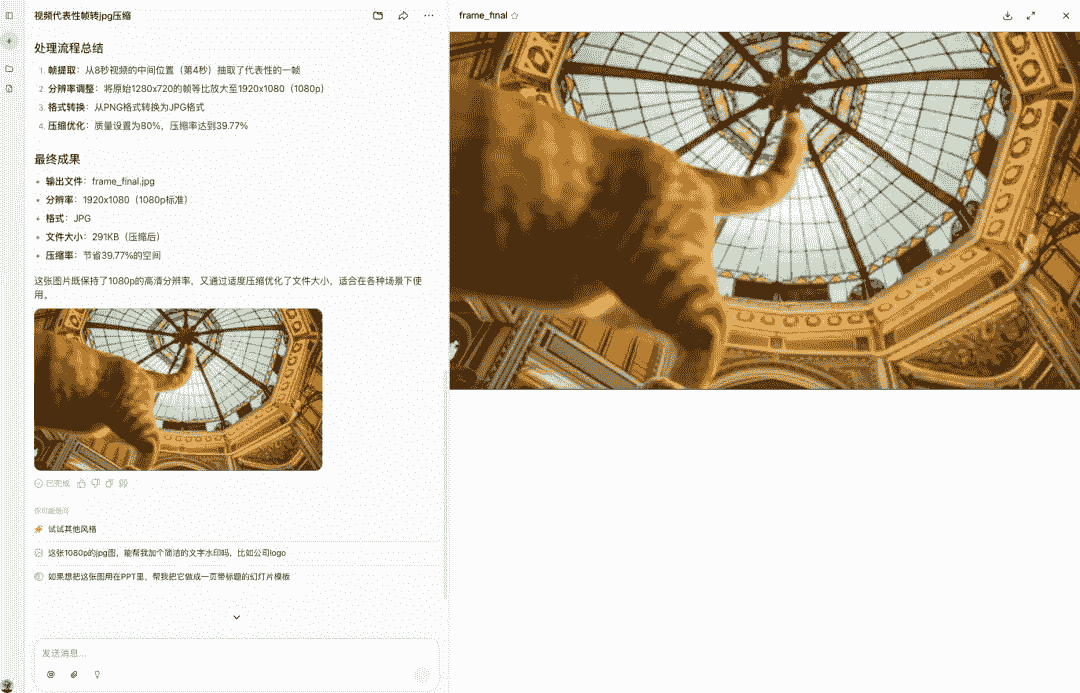 视频代表性帧转jpg压缩
处理流程总结
1. 帧提取：从8秒视频的中间位置（第4秒）抽取了代表性的一帧
2. 分辨率调整：将原始1280x720的帧等比放大至1920x1080（1080p）
3. 格式转换：从PNG格式转换为JPG格式
4. 压缩优化：质量设置为80%，压缩率达到39.77%
最终成果
输出文件：frame_final.jpg
分辨率：1920x1080（1080p标准）
格式：JPG
文件大小：291KB（压缩后）
压缩率：节省39.77%的空间
这张图片既保持了1080p的高清分辨率，又通过适度压缩优化了文件大小，适合在各种场景下使
用。
已完成
你可能想问
试试其他风格
这张1080p的jpg图，能帮我加个简洁的文字水印吗，比如公司logo
如果想把这张图用在PPT里，帮我把它做成一页带标题的幻灯片模板
发送消息...
frame_final